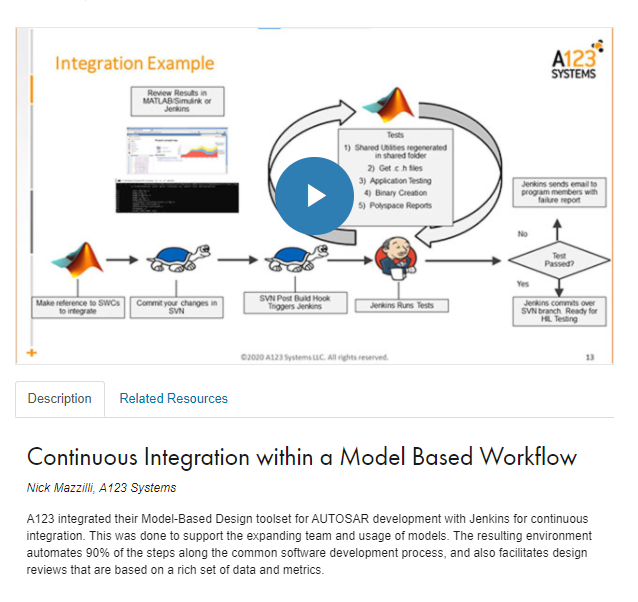 Integration Example
A123
SYSTEMS
Review Results in
MATLAB/Simulink or
Jenkins
Tests
1) Shared Utilities regenerated
in shared folder
2) Get .c .h files
3) Application Testing
4) Binary Creation
5) Polyspace Reports
Jenkins sends email to
program members with
failure report
No
Test
Passed?
Yes
Make reference to SWCs
to integrate
Commit your changes in
SVN
SVN Post Build Hook
Triggers Jenkins
Jenkins Runs Tests
Jenkins commits over
SVN branch. Ready for
HIL Testing
©2020 A123 Systems LLC. All rights reserved.
13
Description
Related Resources
Continuous Integration within a Model Based Workflow
Nick Mazzilli, A123 Systems
A123 integrated their Model-Based Design toolset for AUTOSAR development with Jenkins for continuous
integration. This was done to support the expanding team and usage of models. The resulting environment
automates 90% of the steps along the common software development process, and also facilitates design
reviews that are based on a rich set of data and metrics.